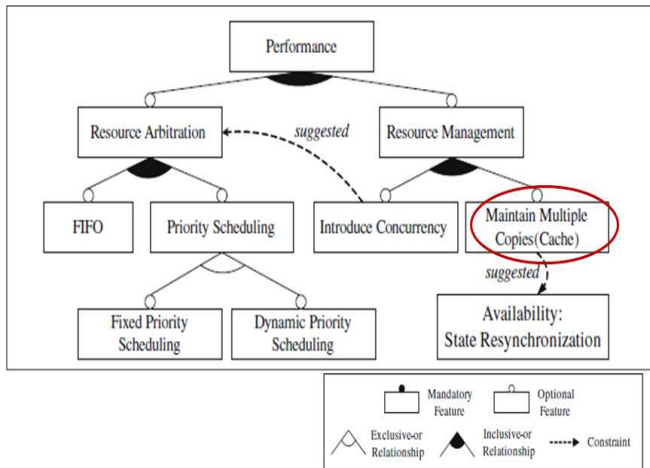 Performance
Resource Arbitration
suggested
Resource Management
FIFO
Priority Scheduling
Introduce Concurrency
Maintain Multiple
Copies(Cache)
suggested
Fixed Priority
Scheduling
Dynamic Priority
Scheduling
Availability:
State Resynchronization
Mandatory
Feature
Optional
Feature
Exclusive-or
Relationship
Inclusive-or
Relationship
Constraint